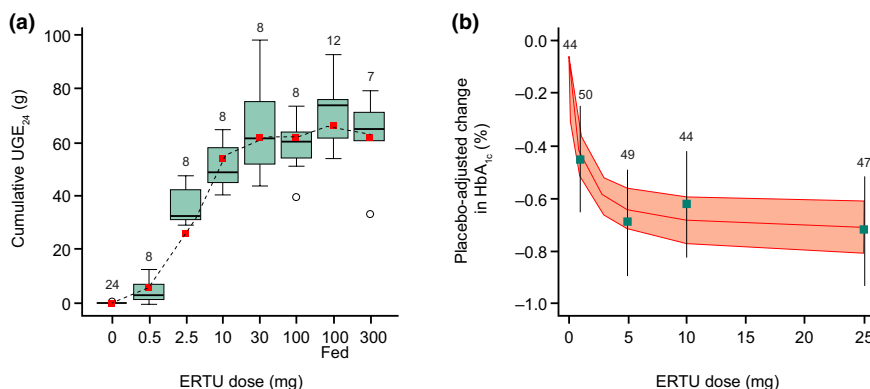 (a)
Cumulative UGE24 (g)
100
80
60
40
20
0
24
8
8
8
8
8
12
7
0 0.5 2.5 10 30 100 100 300
Fed
ERTU dose (mg)
(b)
Placebo-adjusted change
in HbA1c (%)
0.0
−0.2
−0.4
−0.6
−0.8
−1.0
44
50
49
44
47
0 5 10 15 20 25
ERTU dose (mg)